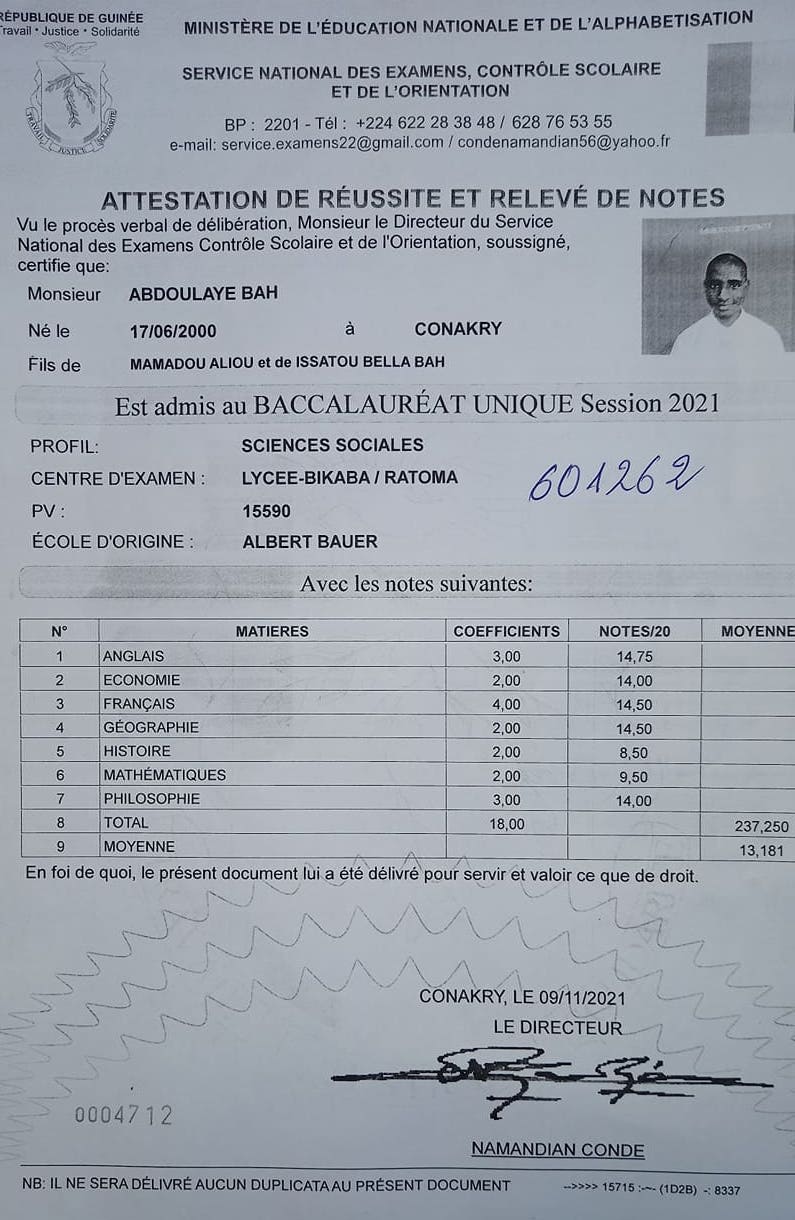 RÉPUBLIQUE DE GUINÉE
Travail • Justice • Solidarité
TRAVAIL JUSTICE SOLIDARITÉ
MINISTÈRE DE L'ÉDUCATION NATIONALE ET DE L'ALPHABETISATION
SERVICE NATIONAL DES EXAMENS, CONTRÔLE SCOLAIRE
ET DE L'ORIENTATION
BP : 2201 - Tél : +224 622 28 38 48 / 628 76 53 55
e-mail: service.examens22@gmail.com / condenamandian56@yahoo.fr
ATTESTATION DE RÉUSSITE ET RELEVÉ DE NOTES
Vu le procès verbal de délibération, Monsieur le Directeur du Service
National des Examens Contrôle Scolaire et de l'Orientation, soussigné,
certifie que:
Monsieur ABDOULAYE BAH
Né le 17/06/2000 à CONAKRY
Fils de MAMADOU ALIOU et de ISSATOU BELLA BAH
Est admis au BACCALAURÉAT UNIQUE Session 2021
PROFIL: SCIENCES SOCIALES
CENTRE D'EXAMEN : LYCEE-BIKABA / RATOMA
601262
PV : 15590
ÉCOLE D'ORIGINE : ALBERT BAUER
Avec les notes suivantes:
N° MATIERES COEFFICIENTS NOTES/20 MOYENNE
1 ANGLAIS 3,00 14,75
2 ECONOMIE 2,00 14,00
3 FRANÇAIS 4,00 14,50
4 GÉOGRAPHIE 2,00 14,50
5 HISTOIRE 2,00 8,50
6 MATHÉMATIQUES 2,00 9,50
7 PHILOSOPHIE 3,00 14,00
8 TOTAL 18,00 237,250
9 MOYENNE 13,181
En foi de quoi, le présent document lui a été délivré pour servir et valoir ce que de droit.
CONAKRY, LE 09/11/2021
LE DIRECTEUR
0004712
NAMANDIAN CONDE
NB: IL NE SERA DÉLIVRÉ AUCUN DUPLICATA AU PRÉSENT DOCUMENT -->>>> 15715 :-~- (1D2B) -: 8337